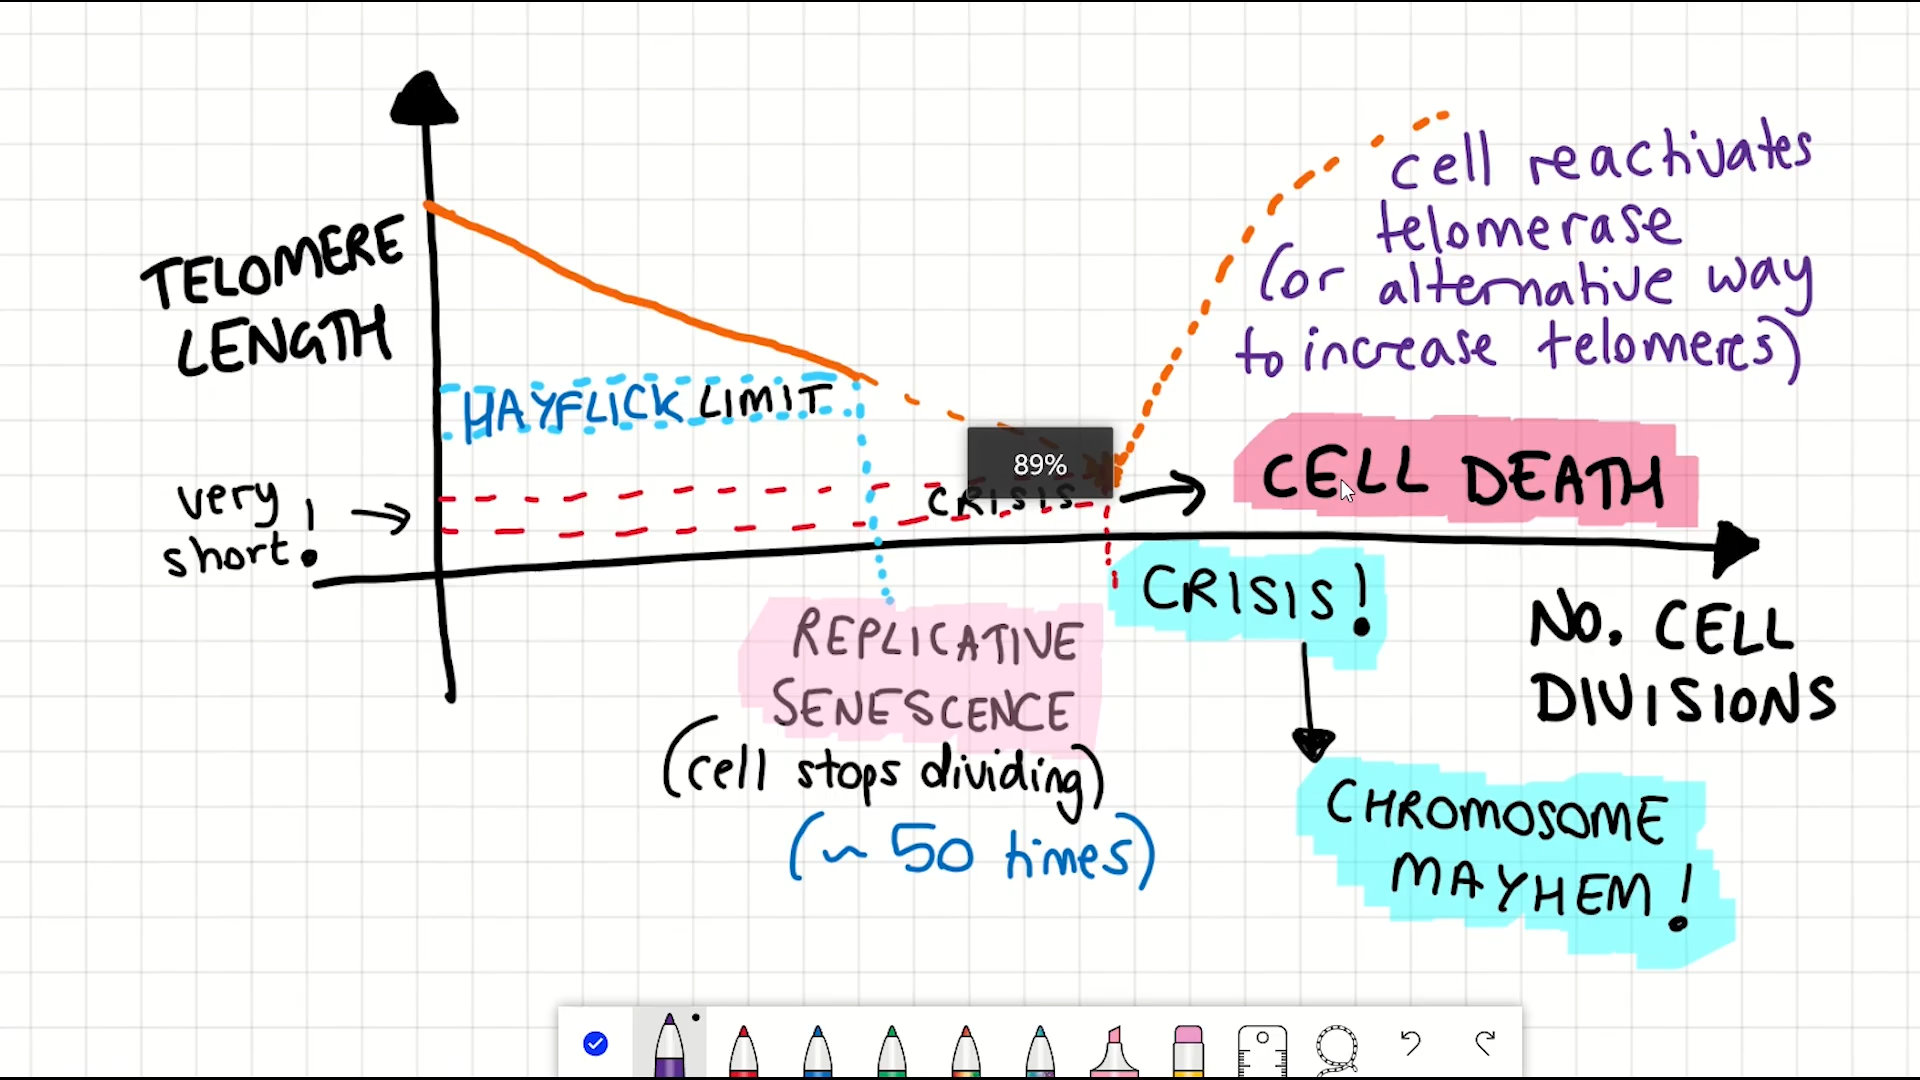 TELOMERE
LENGTH
HAYFLICK LIMIT
very
short!
cell reactivates
telomerase
(or alternative way
to increase telomeres)
89%
CRISIS
CELL DEATH
CRISIS!
REPLICATIVE
SENESCENCE
(cell stops dividing)
(~ 50 times)
NO. CELL
DIVISIONS
CHROMOSOME
MAYHEM!